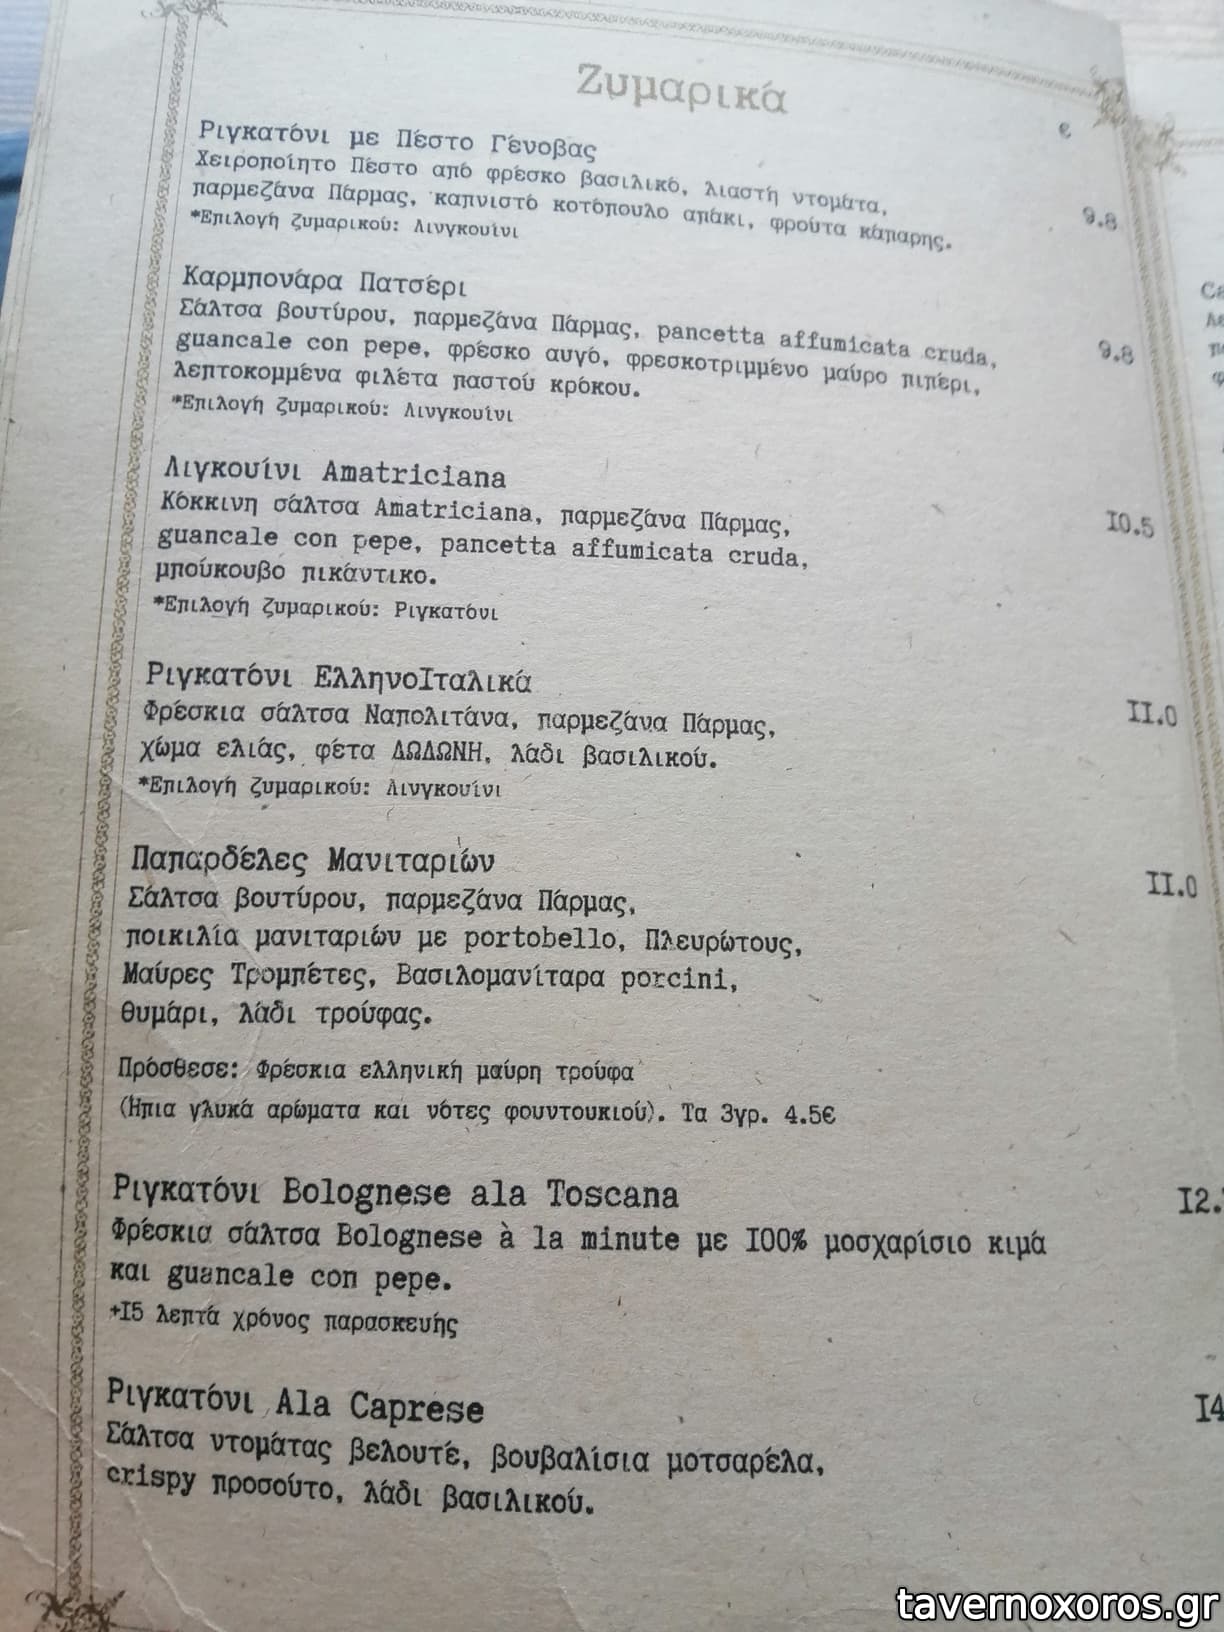 Ζυμαρικά
€
Ριγκατόνι με Πέστο Γένοβας
Χειροποίητο Πέστο από φρέσκο βασιλικό, λιαστή ντομάτα,
παρμεζάνα Πάρμας, καπνιστό κοτόπουλο απάκι, φρούτα κάπαρης.
9.8
*Επιλογή ζυμαρικού: Λινγκουίνι
Καρμπονάρα Πατσέρι
Σάλτσα βουτύρου, παρμεζάνα Πάρμας, pancetta affumicata cruda,
9.8
guancale con pepe, φρέσκο αυγό, φρεσκοτριμμένο μαύρο πιπέρι,
λεπτοκομμένα φιλέτα παστού κρόκου.
*Επιλογή ζυμαρικού: Λινγκουίνι
Λιγκουίνι Amatriciana
Κόκκινη σάλτσα Amatriciana, παρμεζάνα Πάρμας,
10.5
guancale con pepe, pancetta affumicata cruda,
μπούκουβο πικάντικο.
*Επιλογή ζυμαρικού: Ριγκατόνι
Ριγκατόνι ΕλληνοΙταλικά
Φρέσκια σάλτσα Ναπολιτάνα, παρμεζάνα Πάρμας,
11.0
χώμα ελιάς, φέτα ΔΩΔΩΝΗ, λάδι βασιλικού.
*Επιλογή ζυμαρικού: Λινγκουίνι
Παπαρδέλες Μανιταριών
11.0
Σάλτσα βουτύρου, παρμεζάνα Πάρμας,
ποικιλία μανιταριών με portobello, Πλευρώτους,
Μαύρες Τρομπέτες, Βασιλομανίταρα porcini,
θυμάρι, λάδι τρούφας.
Πρόσθεσε: Φρέσκια ελληνική μαύρη τρούφα
(Ήπια γλυκά αρώματα και νότες φουντουκιού). Τα 3γρ. 4.5€
Ριγκατόνι Bolognese ala Toscana
12.
Φρέσκια σάλτσα Bolognese à la minute με 100% μοσχαρίσιο κιμά
και guancale con pepe.
+15 λεπτά χρόνος παρασκευής
Ριγκατόνι Ala Caprese
14
Σάλτσα ντομάτας βελουτέ, βουβαλίσια μοτσαρέλα,
crispy προσούτο, λάδι βασιλικού.
tavernoxoros.gr